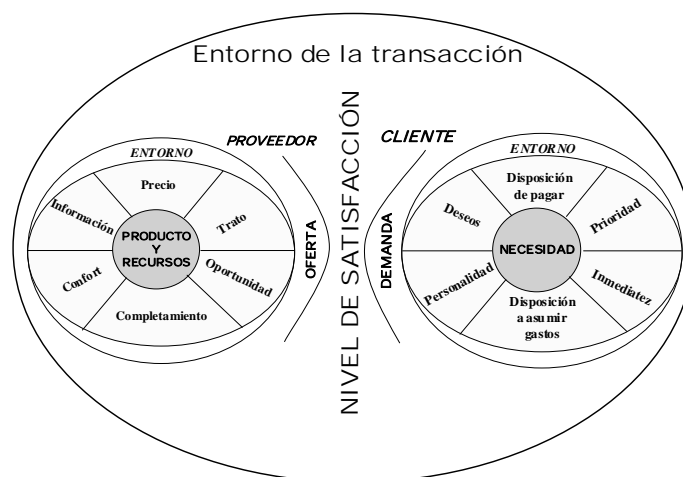 Entorno de la transacción
PROVEEDOR
ENTORNO
Precio
Información
Trato
PRODUCTO
Y
RECURSOS
Confort
Oportunidad
Completamiento
OFERTA
NIVEL DE SATISFACCIÓN
CLIENTE
DEMANDA
ENTORNO
Disposición
de pagar
Deseos
Prioridad
NECESIDAD
Personalidad
Inmediatez
Disposición
a asumir
gastos